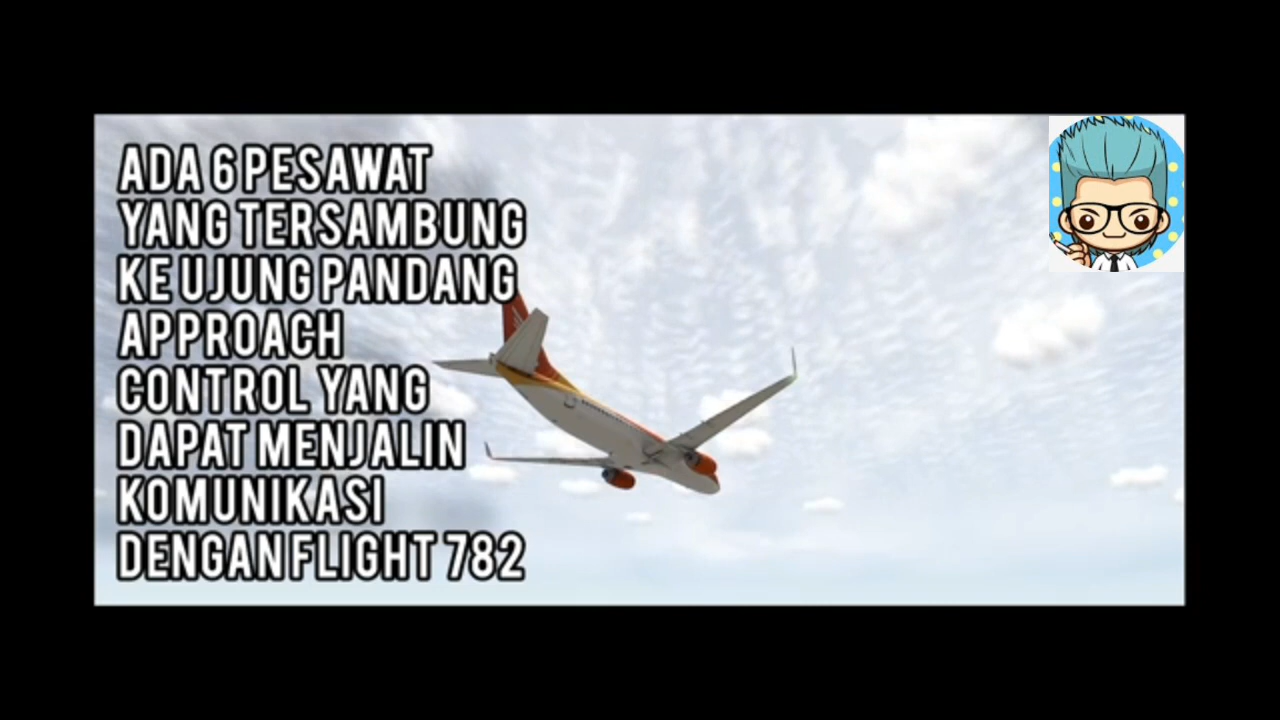 ADA 6 PESAWAT
YANG TERSAMBUNG
KE UJUNG PANDANG
APPROACH
CONTROL YANG
DAPAT MENJALIN
KOMUNIKASI
DENGAN FLIGHT 782